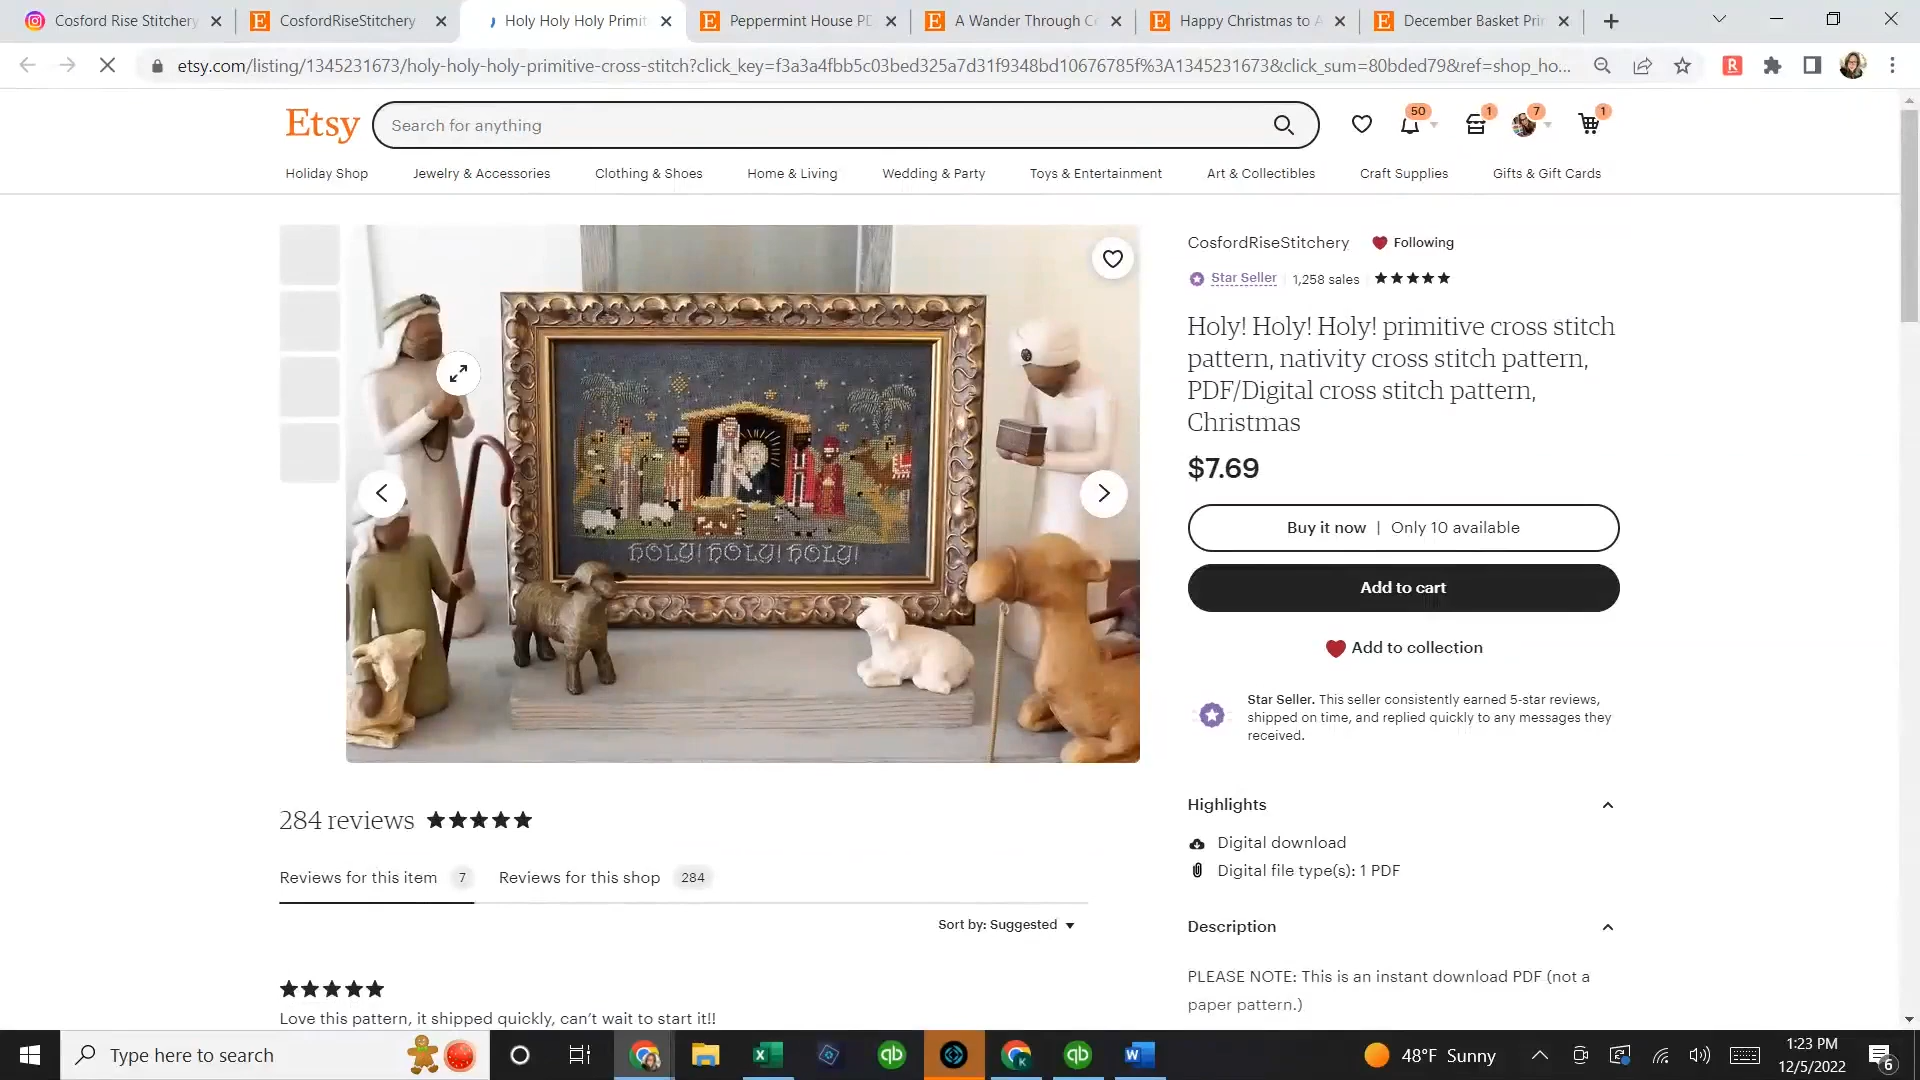 Cosford Rise Stitchery
CosfordRiseStitchery
Holy Holy Holy Primit
Peppermint House PD
A Wander Through C
Happy Christmas to A
December Basket Prin
etsy.com/listing/1345231673/holy-holy-holy-primitive-cross-stitch?click_key=f3a3a4fbb5c03bed325a7d31f9348bd10676785f%3A1345231673&click_sum=80bded79&ref=shop_ho...
Etsy
Search for anything
50
1
7
1
Holiday Shop
Jewelry & Accessories
Clothing & Shoes
Home & Living
Wedding & Party
Toys & Entertainment
Art & Collectibles
Craft Supplies
Gifts & Gift Cards
HOLY! HOLY! HOLY!
CosfordRiseStitchery
Following
Star Seller
1,258 sales
Holy! Holy! Holy! primitive cross stitch
pattern, nativity cross stitch pattern,
PDF/Digital cross stitch pattern,
Christmas
$7.69
Buy it now | Only 10 available
Add to cart
Add to collection
Star Seller. This seller consistently earned 5-star reviews,
shipped on time, and replied quickly to any messages they
received.
Highlights
Digital download
Digital file type(s): 1 PDF
Description
PLEASE NOTE: This is an instant download PDF (not a
paper pattern.)
284 reviews
Reviews for this item 7
Reviews for this shop 284
Sort by: Suggested
Love this pattern, it shipped quickly, can't wait to start it!!
Type here to search
48°F Sunny
1:23 PM
12/5/2022
6